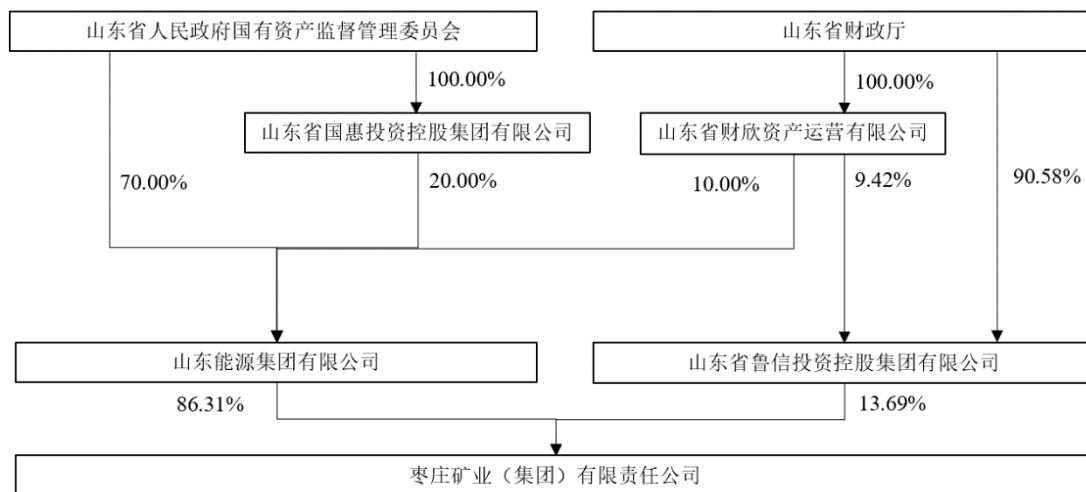 山东省人民政府国有资产监督管理委员会
山东省财政厅
100.00%
100.00%
山东省国惠投资控股集团有限公司
山东省财欣资产运营有限公司
70.00%
20.00%
10.00%
9.42%
90.58%
山东能源集团有限公司
山东省鲁信投资控股集团有限公司
86.31%
13.69%
枣庄矿业（集团）有限责任公司